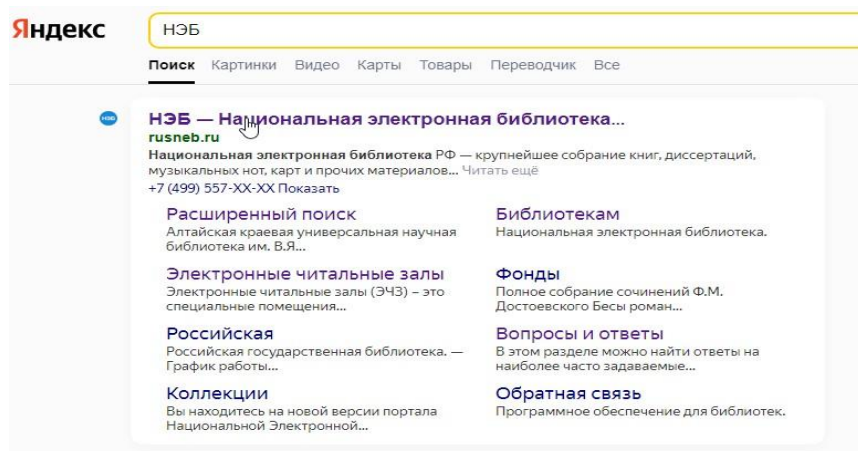 Яндекс
НЭБ
Поиск Картинки Видео Карты Товары Переводчик Все
НЭБ
НЭБ — Национальная электронная библиотека...
rusneb.ru
Национальная электронная библиотека РФ — крупнейшее собрание книг, диссертаций,
музыкальных нот, карт и прочих материалов... Читать ещё
+7 (499) 557-XX-XX Показать
Расширенный поиск
Алтайская краевая универсальная научная
библиотека им. В.Я...
Библиотекам
Национальная электронная библиотека.
Электронные читальные залы
Электронные читальные залы (ЭЧЗ) – это
специальные помещения...
Фонды
Полное собрание сочинений Ф.М.
Достоевского Бесы роман...
Российская
Российская государственная библиотека. —
График работы...
Вопросы и ответы
В этом разделе можно найти ответы на
наиболее часто задаваемые...
Коллекции
Вы находитесь на новой версии портала
Национальной Электронной...
Обратная связь
Программное обеспечение для библиотек.